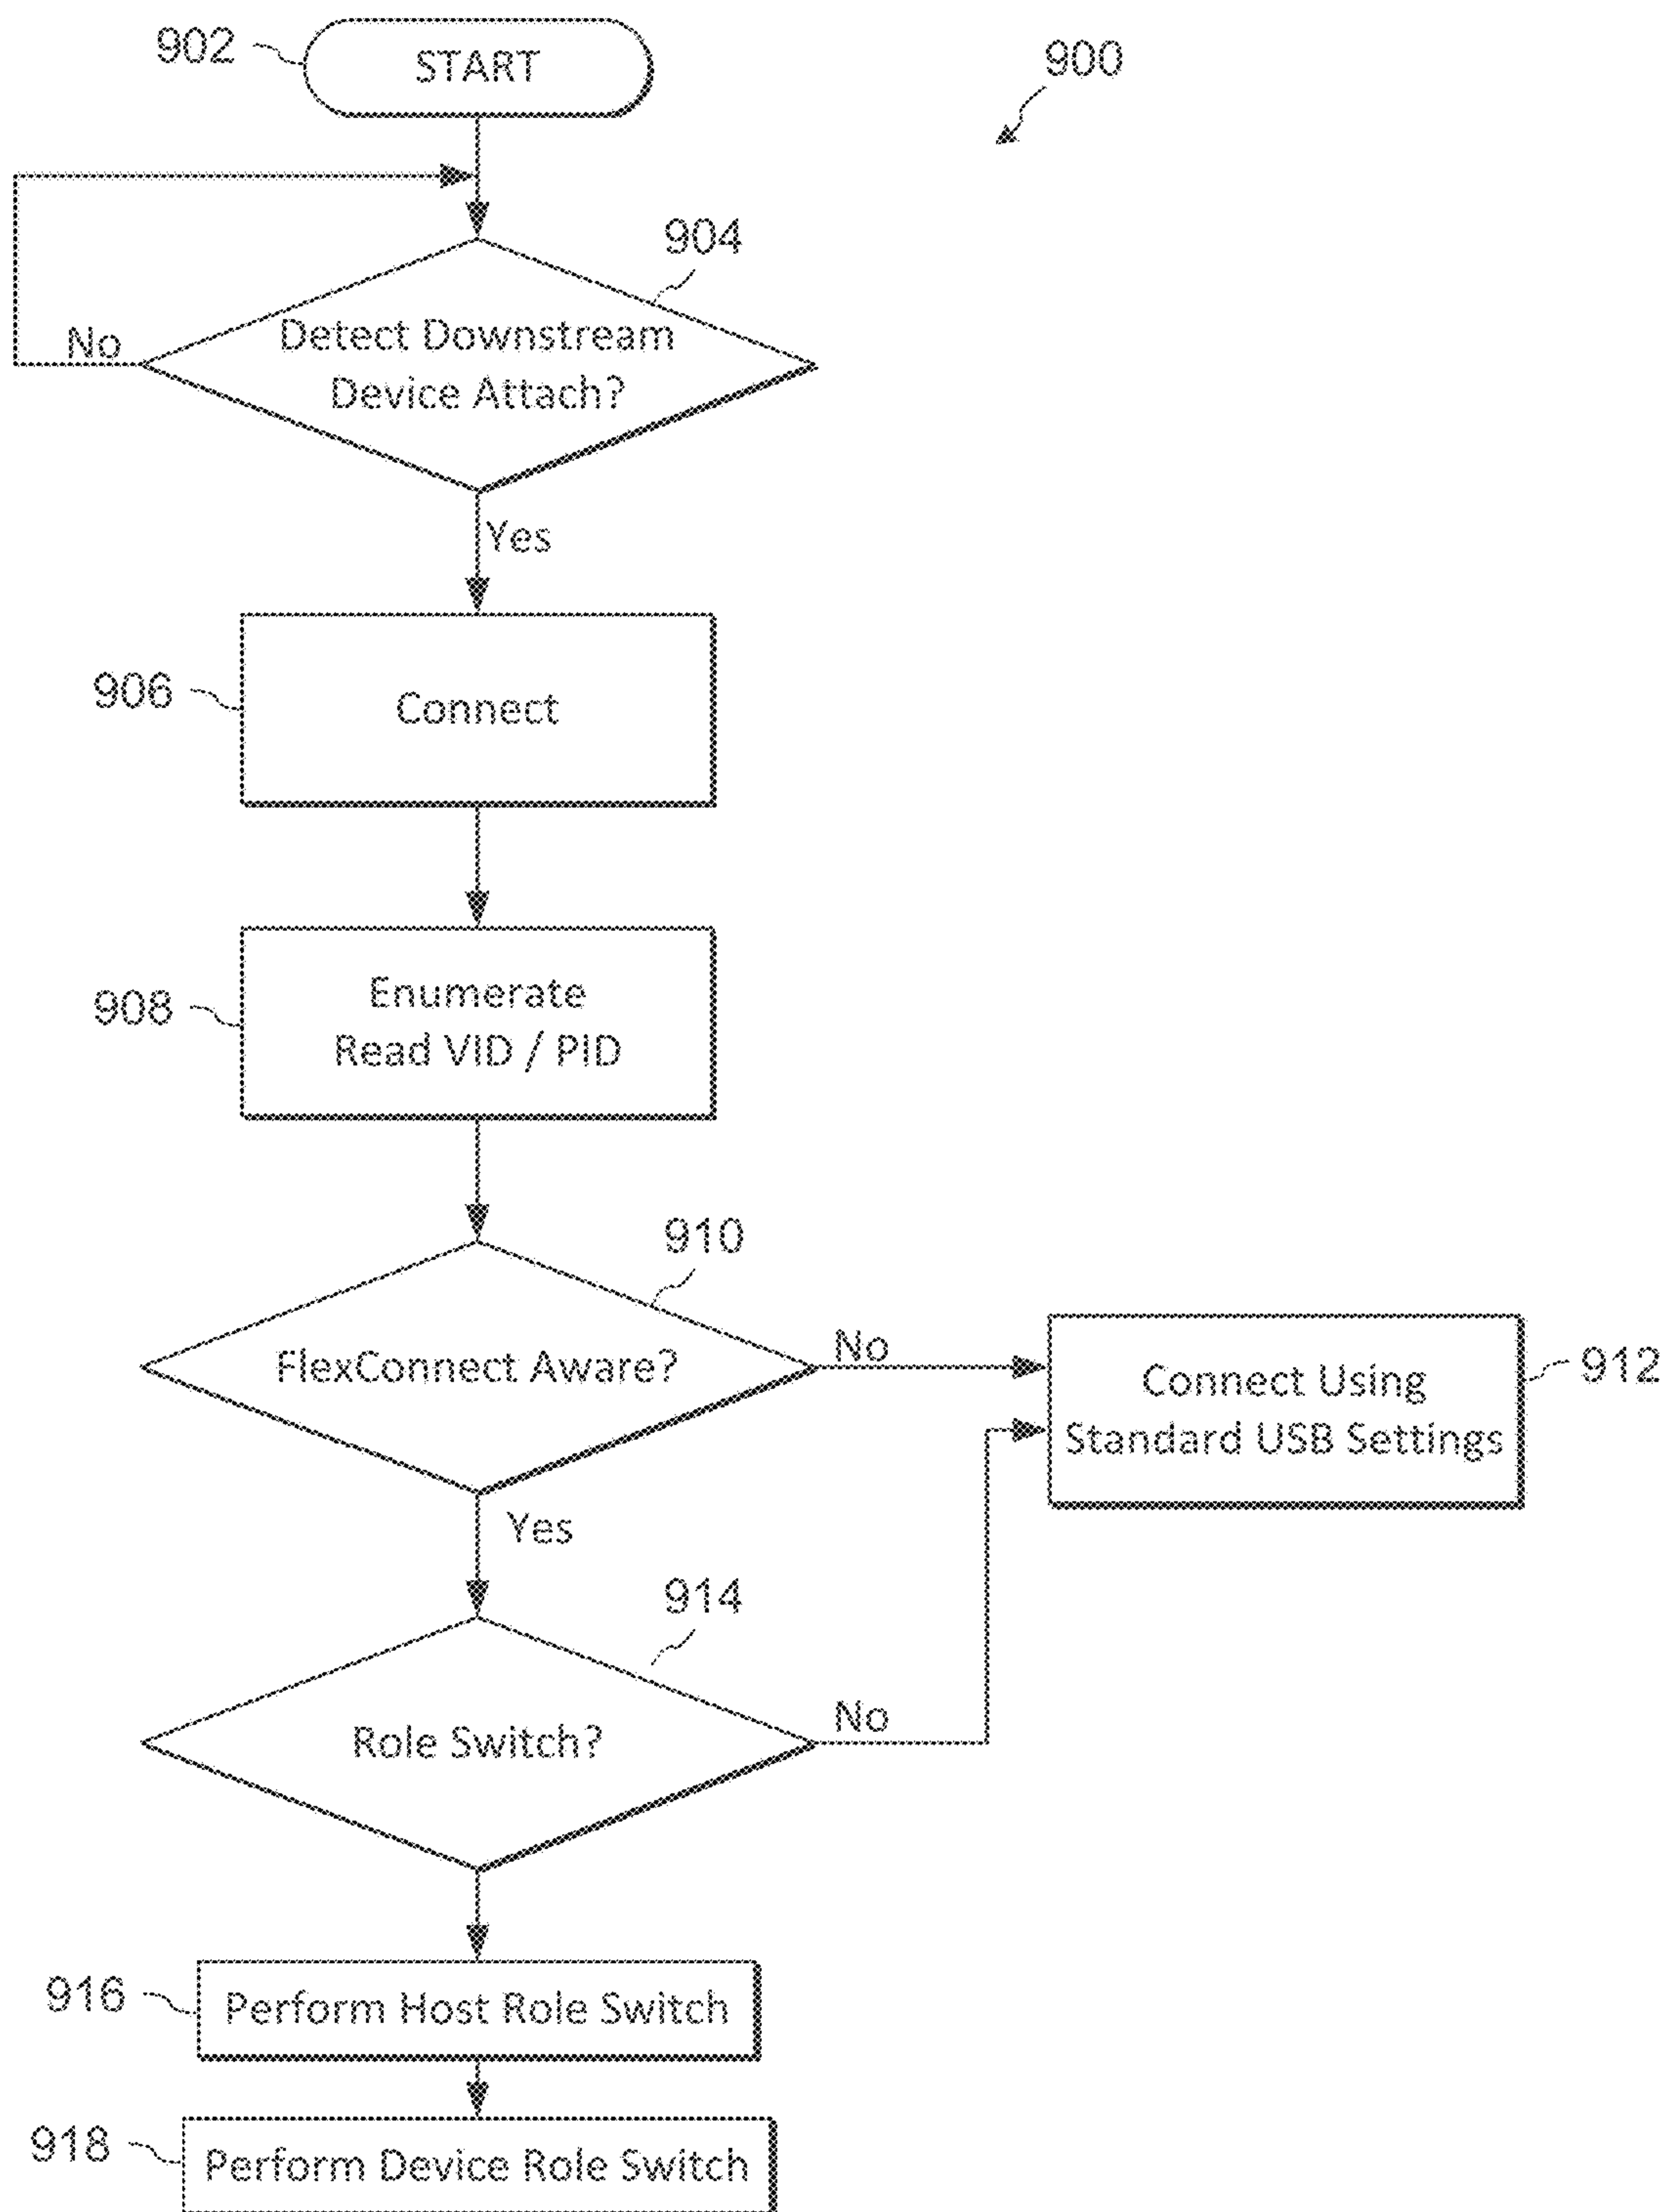 902
START
900
904
No
Detect Downstream
Device Attach?
Yes
906
Connect
908
Enumerate
Read VID / PID
910
FlexConnect Aware?
No
912
Connect Using
Standard USB Settings
Yes
914
Role Switch?
No
916
Perform Host Role Switch
918
Perform Device Role Switch